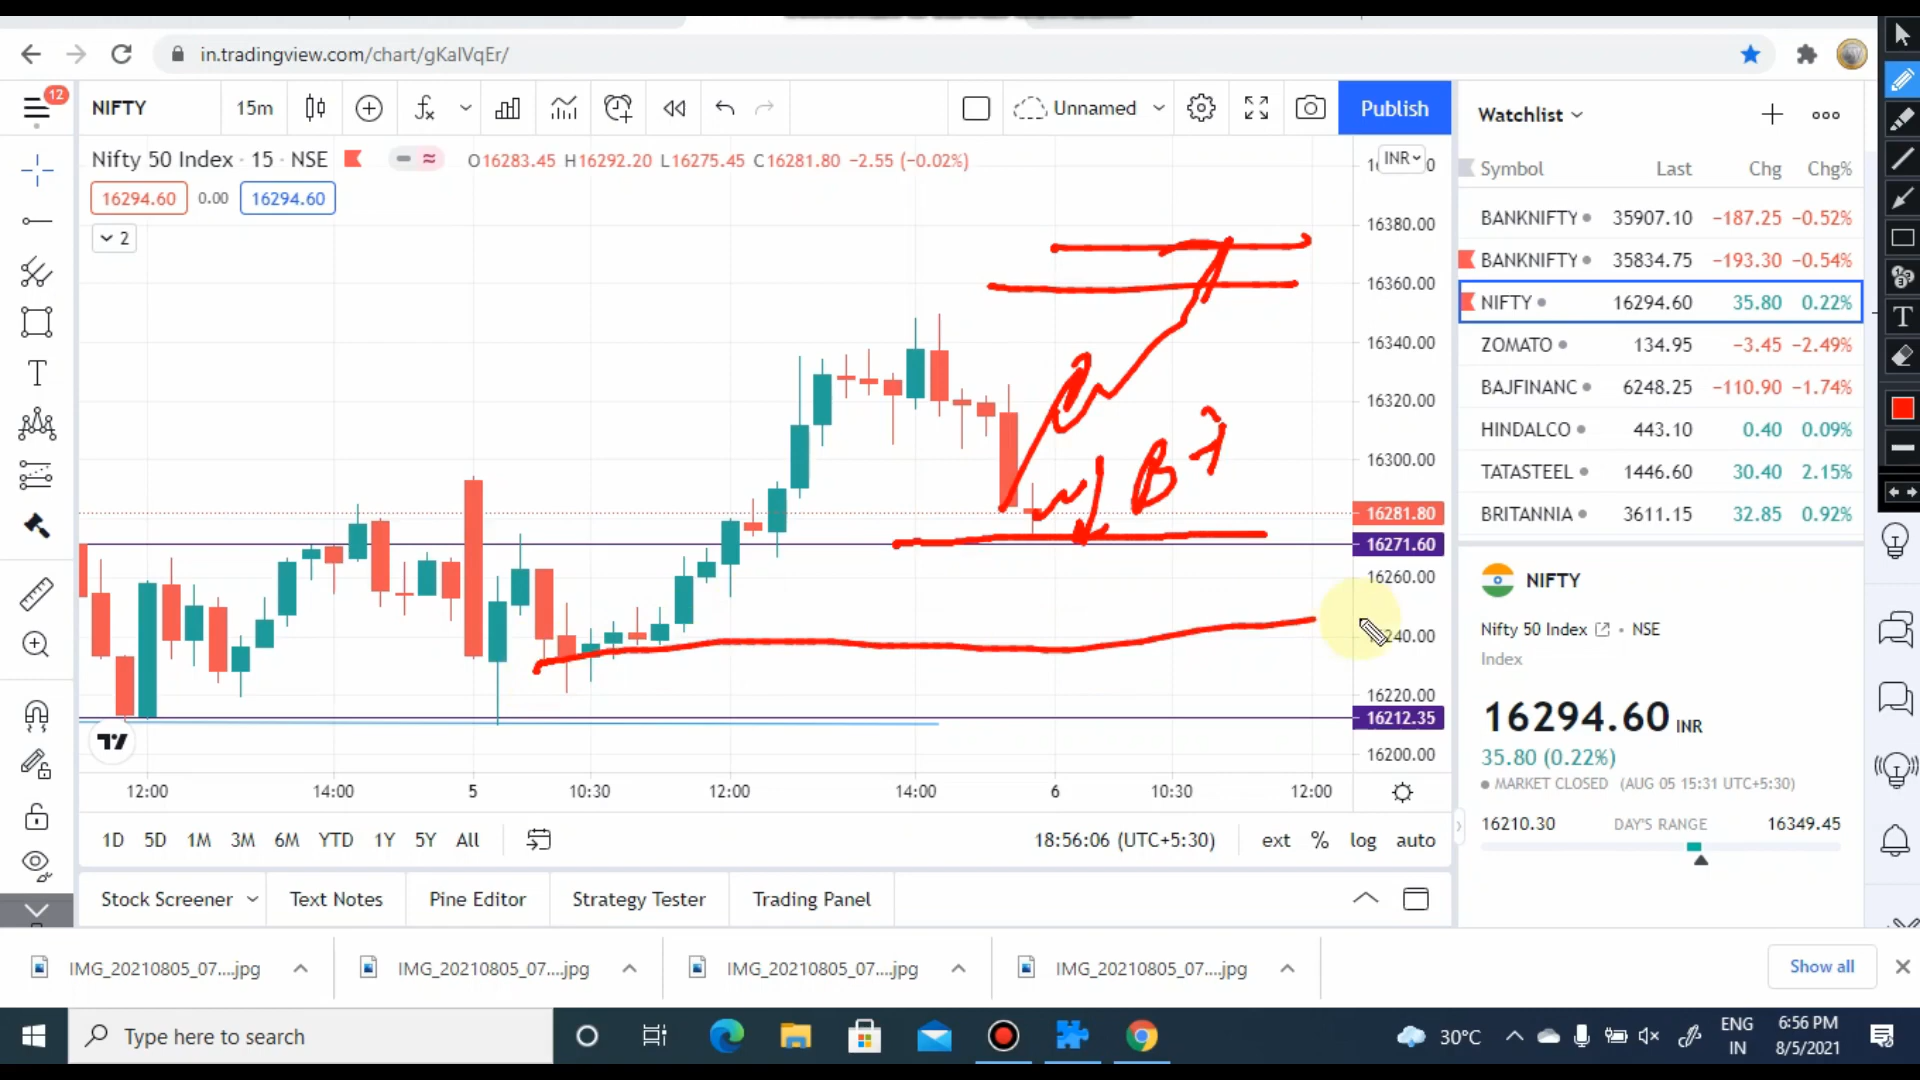 in.tradingview.com/chart/gKalVqEr/
12
NIFTY
15m
Unnamed
Publish
Nifty 50 Index · 15 · NSE
O16283.45 H16292.20 L16275.45 C16281.80 −2.55 (−0.02%)
INR
16294.60
0.00
16294.60
2
16380.00
16360.00
16340.00
16320.00
16300.00
16281.80
16271.60
16260.00
16240.00
16220.00
16212.35
16200.00
B
12:00
14:00
5
10:30
12:00
14:00
6
10:30
12:00
1D
5D
1M
3M
6M
YTD
1Y
5Y
All
18:56:06 (UTC+5:30)
ext
%
log
auto
Stock Screener
Text Notes
Pine Editor
Strategy Tester
Trading Panel
Watchlist
Symbol Last Chg Chg%
BANKNIFTY 35907.10 −187.25 −0.52%
BANKNIFTY 35834.75 −193.30 −0.54%
NIFTY 16294.60 35.80 0.22%
ZOMATO 134.95 −3.45 −2.49%
BAJFINANC 6248.25 −110.90 −1.74%
HINDALCO 443.10 0.40 0.09%
TATASTEEL 1446.60 30.40 2.15%
BRITANNIA 3611.15 32.85 0.92%
NIFTY
Nifty 50 Index · NSE
Index
16294.60 INR
35.80 (0.22%)
MARKET CLOSED (AUG 05 15:31 UTC+5:30)
16210.30 DAY'S RANGE 16349.45
IMG_20210805_07....jpg
IMG_20210805_07....jpg
IMG_20210805_07....jpg
IMG_20210805_07....jpg
Show all
Type here to search
30°C
ENG
IN
6:56 PM
8/5/2021